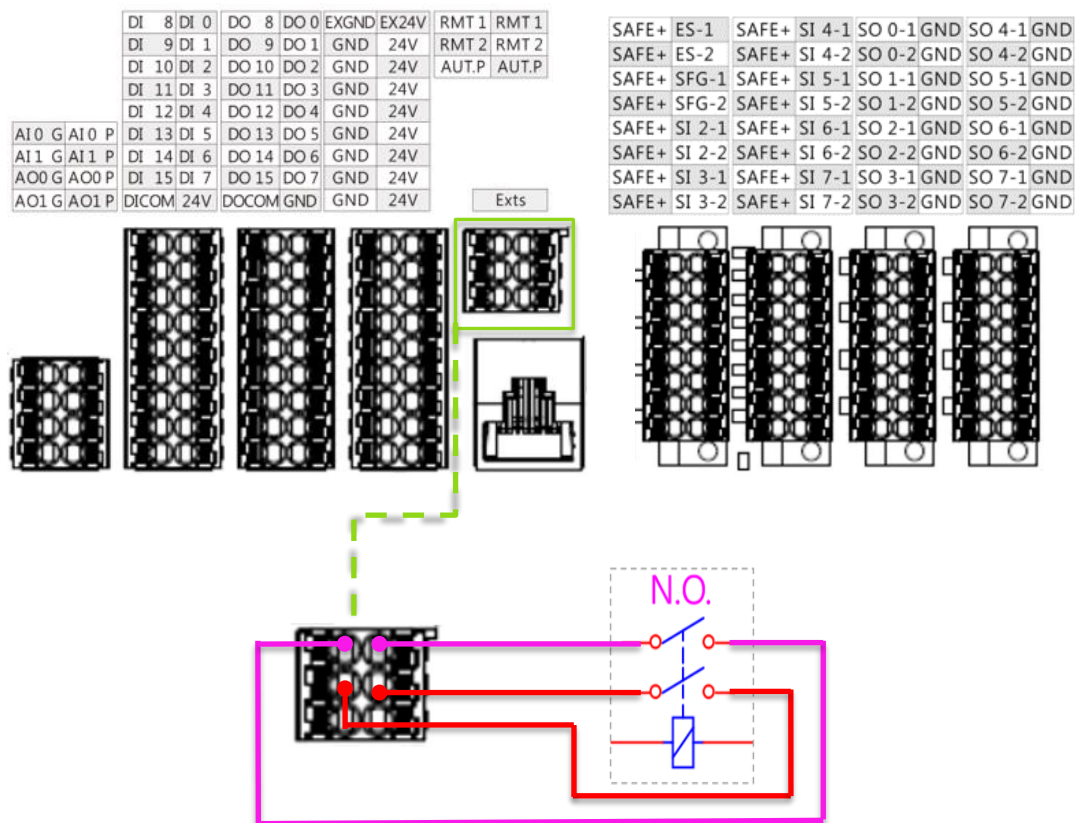 DI 8 DI 0 DO 8 DO 0 EXGND EX24V RMT 1 RMT 1
DI 9 DI 1 DO 9 DO 1 GND 24V RMT 2 RMT 2
DI 10 DI 2 DO 10 DO 2 GND 24V AUT.P AUT.P
DI 11 DI 3 DO 11 DO 3 GND 24V
DI 12 DI 4 DO 12 DO 4 GND 24V
AI 0 G AI 0 P DI 13 DI 5 DO 13 DO 5 GND 24V
AI 1 G AI 1 P DI 14 DI 6 DO 14 DO 6 GND 24V
AO0 G AO0 P DI 15 DI 7 DO 15 DO 7 GND 24V
AO1 G AO1 P DICOM 24V DOCOM GND GND 24V
Exts
SAFE+ ES-1 SAFE+ SI 4-1 SO 0-1 GND SO 4-1 GND
SAFE+ ES-2 SAFE+ SI 4-2 SO 0-2 GND SO 4-2 GND
SAFE+ SFG-1 SAFE+ SI 5-1 SO 1-1 GND SO 5-1 GND
SAFE+ SFG-2 SAFE+ SI 5-2 SO 1-2 GND SO 5-2 GND
SAFE+ SI 2-1 SAFE+ SI 6-1 SO 2-1 GND SO 6-1 GND
SAFE+ SI 2-2 SAFE+ SI 6-2 SO 2-2 GND SO 6-2 GND
SAFE+ SI 3-1 SAFE+ SI 7-1 SO 3-1 GND SO 7-1 GND
SAFE+ SI 3-2 SAFE+ SI 7-2 SO 3-2 GND SO 7-2 GND
N.O.